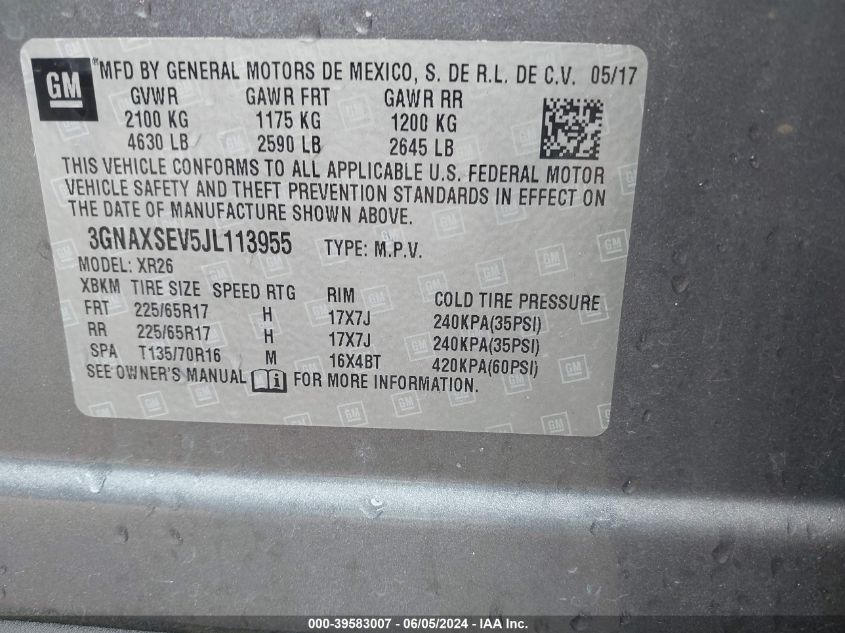 GM MFD BY GENERAL MOTORS DE MEXICO, S. DE R.L. DE C.V. 05/17
GVWR GAWR FRT GAWR RR
2100 KG 1175 KG 1200 KG
4630 LB 2590 LB 2645 LB
THIS VEHICLE CONFORMS TO ALL APPLICABLE U.S. FEDERAL MOTOR
VEHICLE SAFETY AND THEFT PREVENTION STANDARDS IN EFFECT ON
THE DATE OF MANUFACTURE SHOWN ABOVE.
3GNAXSEV5JL113955 TYPE: M.P.V.
MODEL: XR26
XBKM TIRE SIZE SPEED RTG RIM COLD TIRE PRESSURE
FRT 225/65R17 H 17X7J 240KPA(35PSI)
RR 225/65R17 H 17X7J 240KPA(35PSI)
SPA T135/70R16 M 16X4BT 420KPA(60PSI)
SEE OWNER'S MANUAL FOR MORE INFORMATION.
000-39583007 - 06/05/2024 - IAA Inc.